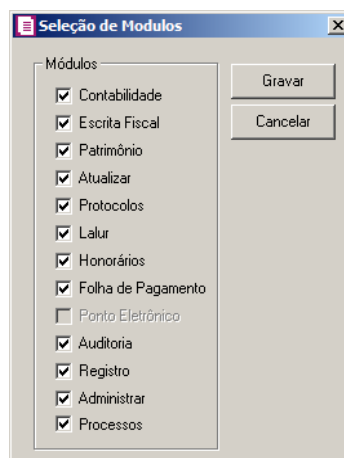 Seleção de Modulos
Módulos
Contabilidade
Escrita Fiscal
Patrimônio
Atualizar
Protocolos
Lalur
Honorários
Folha de Pagamento
Ponto Eletrônico
Auditoria
Registro
Administrar
Processos
Gravar
Cancelar